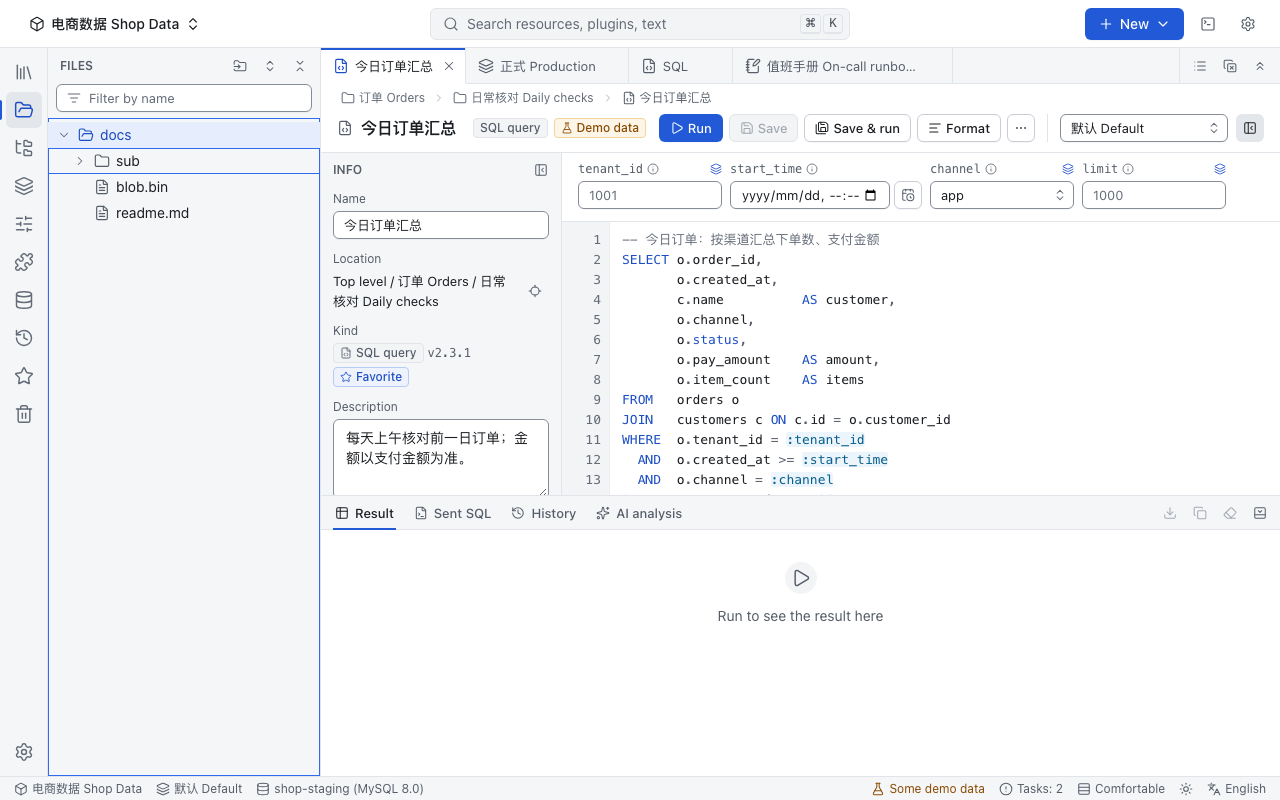 电商数据 Shop Data
Search resources, plugins, text
⌘ K
New
FILES
Filter by name
docs
sub
blob.bin
readme.md
今日订单汇总
正式 Production
SQL
值班手册 On-call runbo...
订单 Orders
日常核对 Daily checks
今日订单汇总
今日订单汇总
SQL query
Demo data
Run
Save
Save & run
Format
默认 Default
INFO
Name
今日订单汇总
Location
Top level / 订单 Orders / 日常
核对 Daily checks
Kind
SQL query v2.3.1
Favorite
Description
每天上午核对前一日订单；金
额以支付金额为准。
tenant_id
start_time
channel
limit
1001
yyyy/mm/dd, --:--
app
1000
1 -- 今日订单：按渠道汇总下单数、支付金额
2 SELECT o.order_id,
3 o.created_at,
4 c.name AS customer,
5 o.channel,
6 o.status,
7 o.pay_amount AS amount,
8 o.item_count AS items
9 FROM orders o
10 JOIN customers c ON c.id = o.customer_id
11 WHERE o.tenant_id = :tenant_id
12 AND o.created_at >= :start_time
13 AND o.channel = :channel
Result
Sent SQL
History
AI analysis
Run to see the result here
电商数据 Shop Data
默认 Default
shop-staging (MySQL 8.0)
Some demo data
Tasks: 2
Comfortable
English